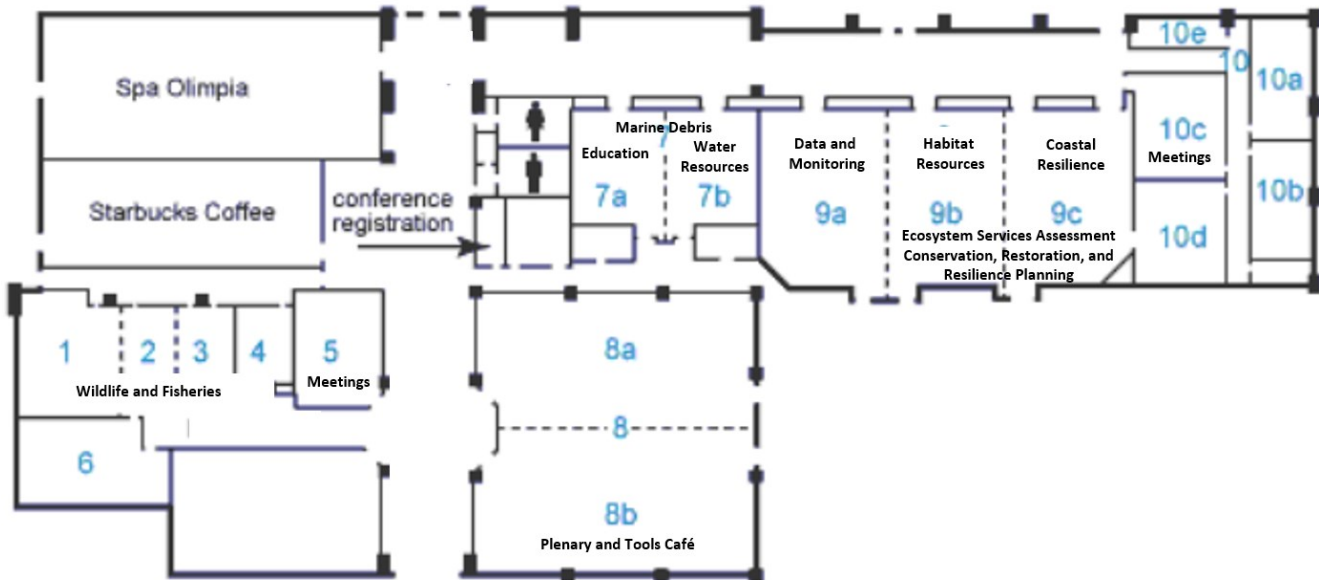 Spa Olimpia
Starbucks Coffee
conference
registration
Marine Debris
7
Education
Water
Resources
7a
7b
Data and
Monitoring
9a
Habitat
Resources
9b
Coastal
Resilience
9c
Ecosystem Services Assessment
Conservation, Restoration, and
Resilience Planning
10e
10
10a
10c
Meetings
10b
10d
1
2
3
4
5
Wildlife and Fisheries
Meetings
6
8a
8
8b
Plenary and Tools Café